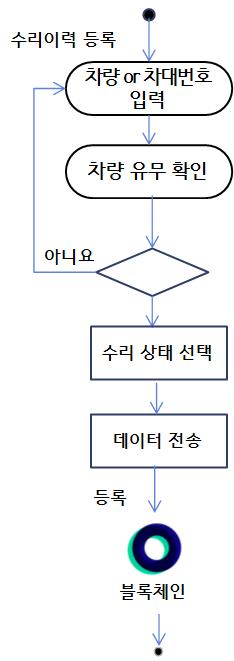 수리이력 등록
차량 or 차대번호
입력
차량 유무 확인
아니요
수리 상태 선택
데이터 전송
등록
블록체인